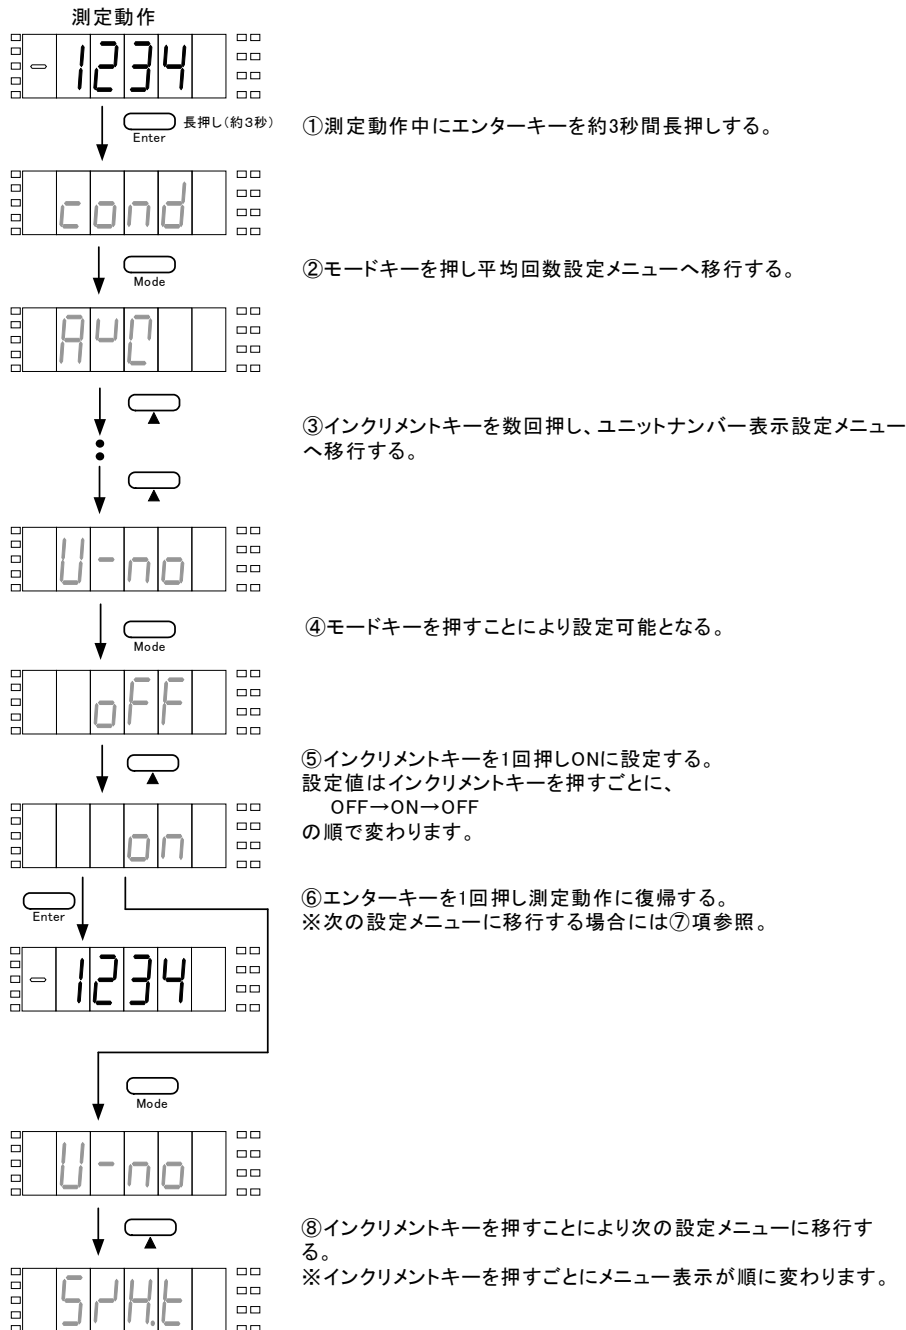 測定動作
- 1234
長押し(約3秒)
Enter
①測定動作中にエンターキーを約3秒間長押しする。
cond
Mode
②モードキーを押し平均回数設定メニューへ移行する。
▲
③インクリメントキーを数回押し、ユニットナンバー表示設定メニュー
へ移行する。
▲
U-no
Mode
④モードキーを押すことにより設定可能となる。
oFF
▲
⑤インクリメントキーを1回押しONに設定する。
設定値はインクリメントキーを押すごとに、
OFF→ON→OFF
の順で変わります。
on
Enter
⑥エンターキーを1回押し測定動作に復帰する。
※次の設定メニューに移行する場合には⑦項参照。
- 1234
Mode
U-no
▲
⑧インクリメントキーを押すことにより次の設定メニューに移行す
る。
※インクリメントキーを押すごとにメニュー表示が順に変わります。